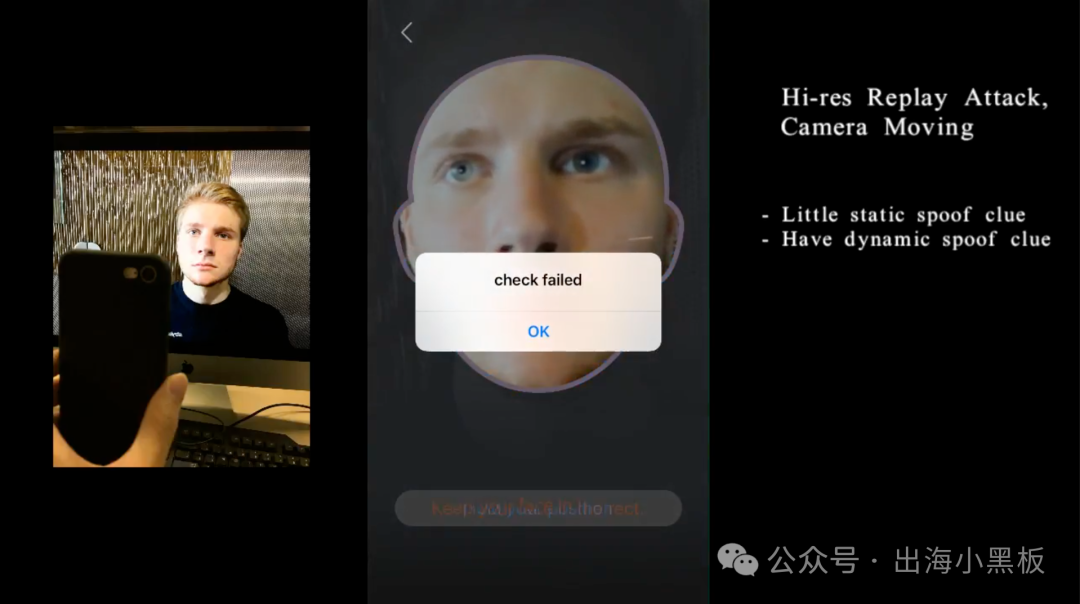 check failed
OK
Hi-res Replay Attack,
Camera Moving
- Little static spoof clue
- Have dynamic spoof clue
公众号 · 出海小黑板